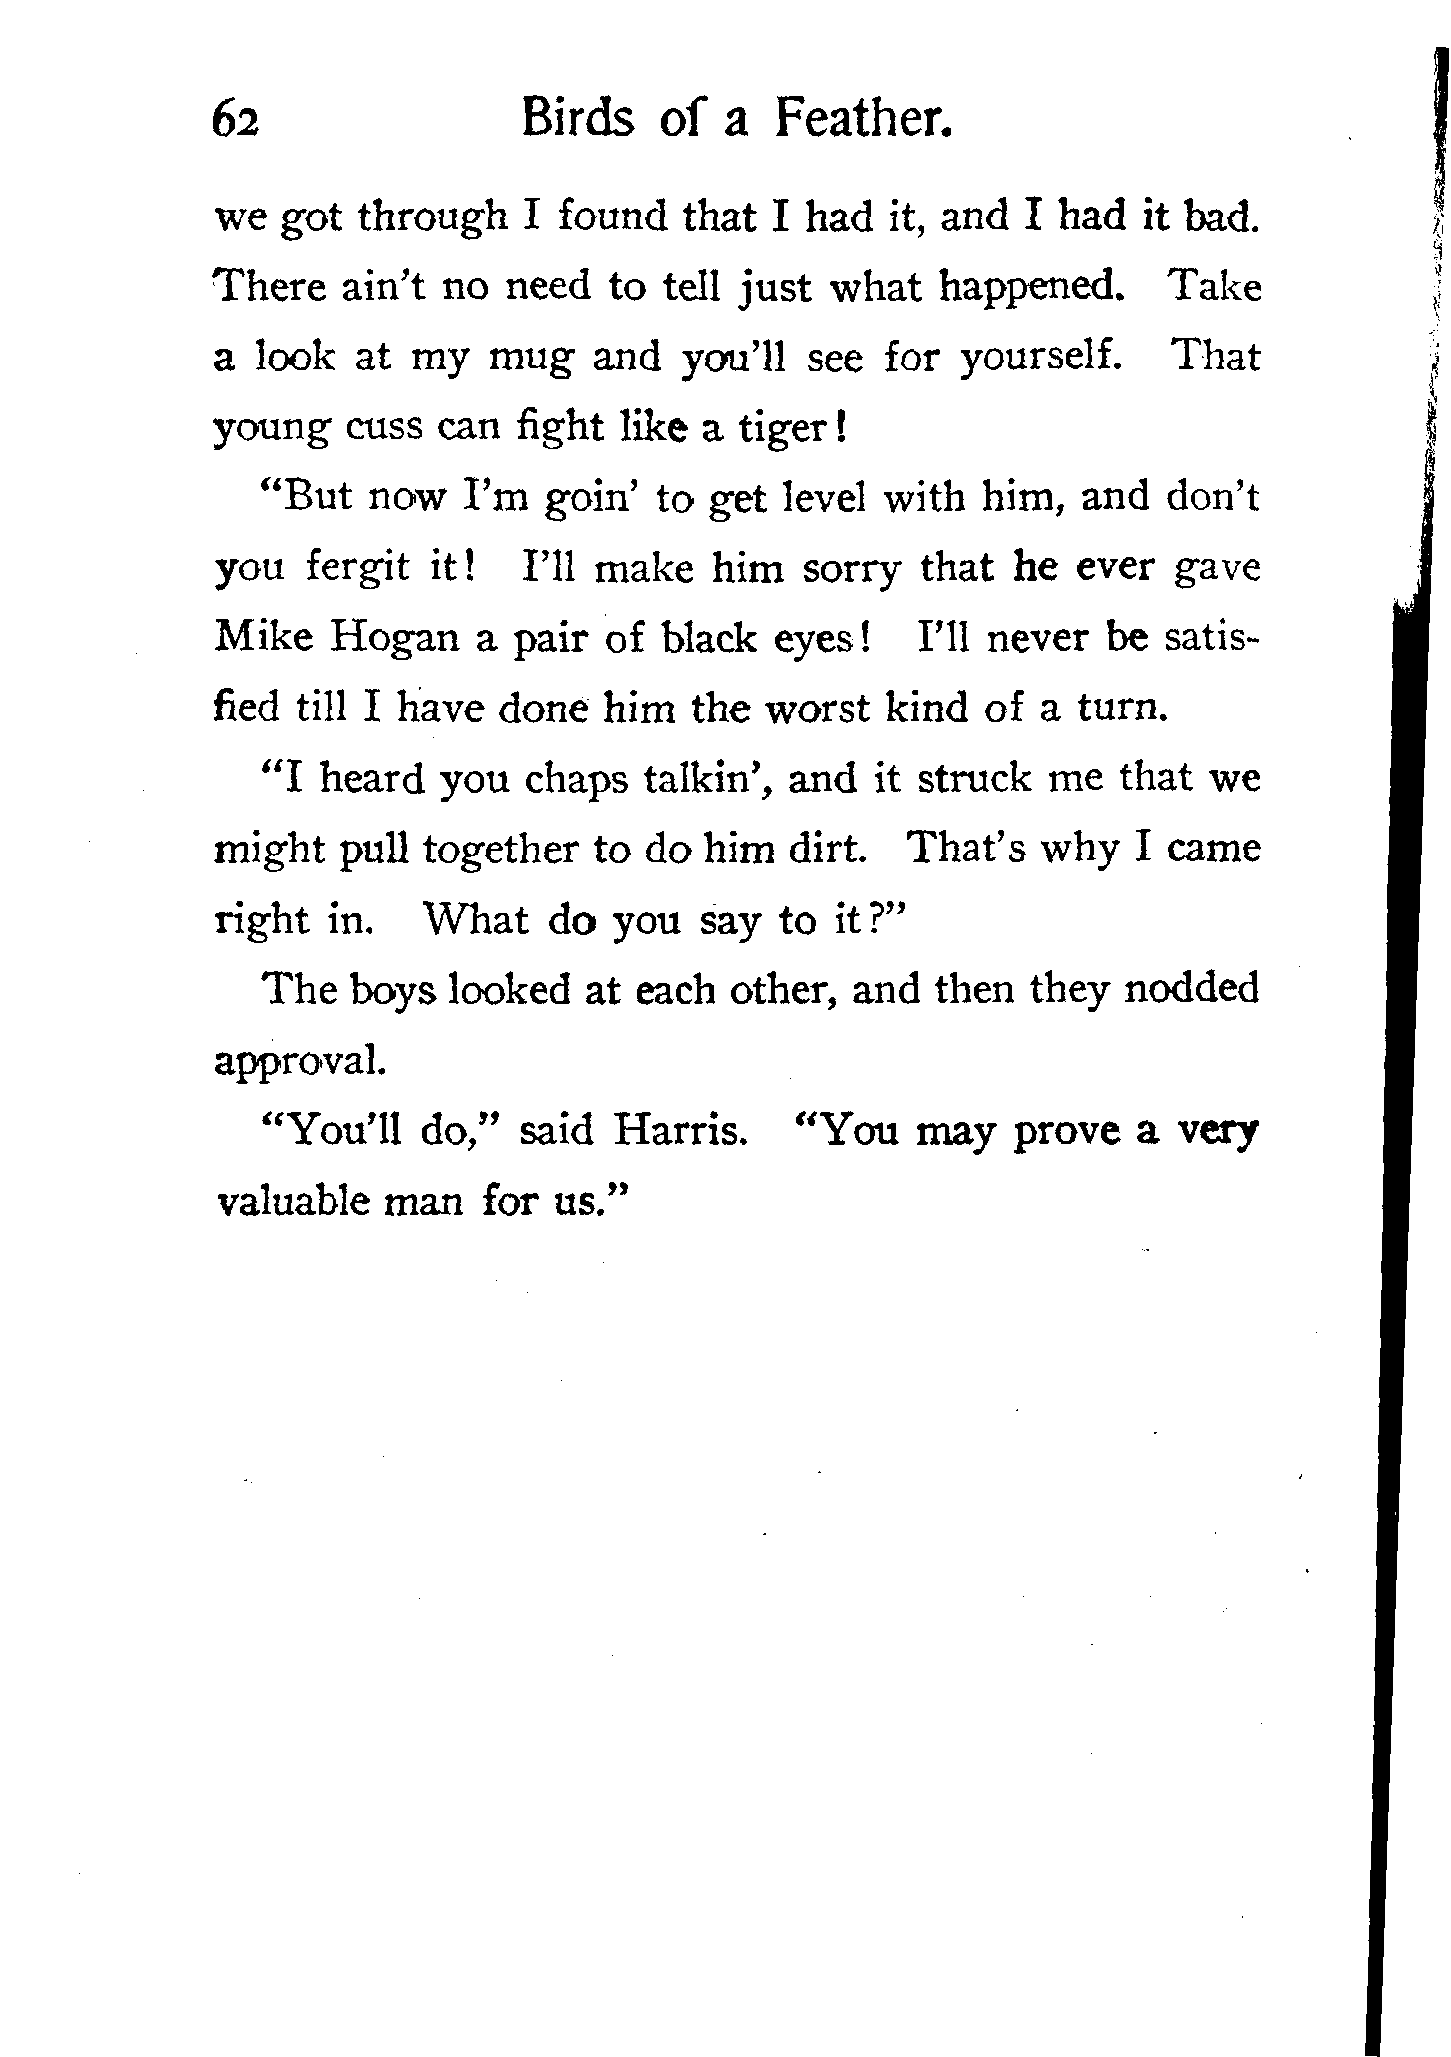 62 Birds of a Feather.
we got through I found that I had it, and I had it bad.
There ain't no need to tell just what happened. Take
a look at my mug and you'll see for yourself. That
young cuss can fight like a tiger!
"But now I'm goin' to get level with him, and don't
you fergit it! I'll make him sorry that he ever gave
Mike Hogan a pair of black eyes! I'll never be satis-
fied till I have done him the worst kind of a turn.
"I heard you chaps talkin', and it struck me that we
might pull together to do him dirt. That's why I came
right in. What do you say to it?"
The boys looked at each other, and then they nodded
approval.
"You'll do," said Harris. "You may prove a very
valuable man for us."